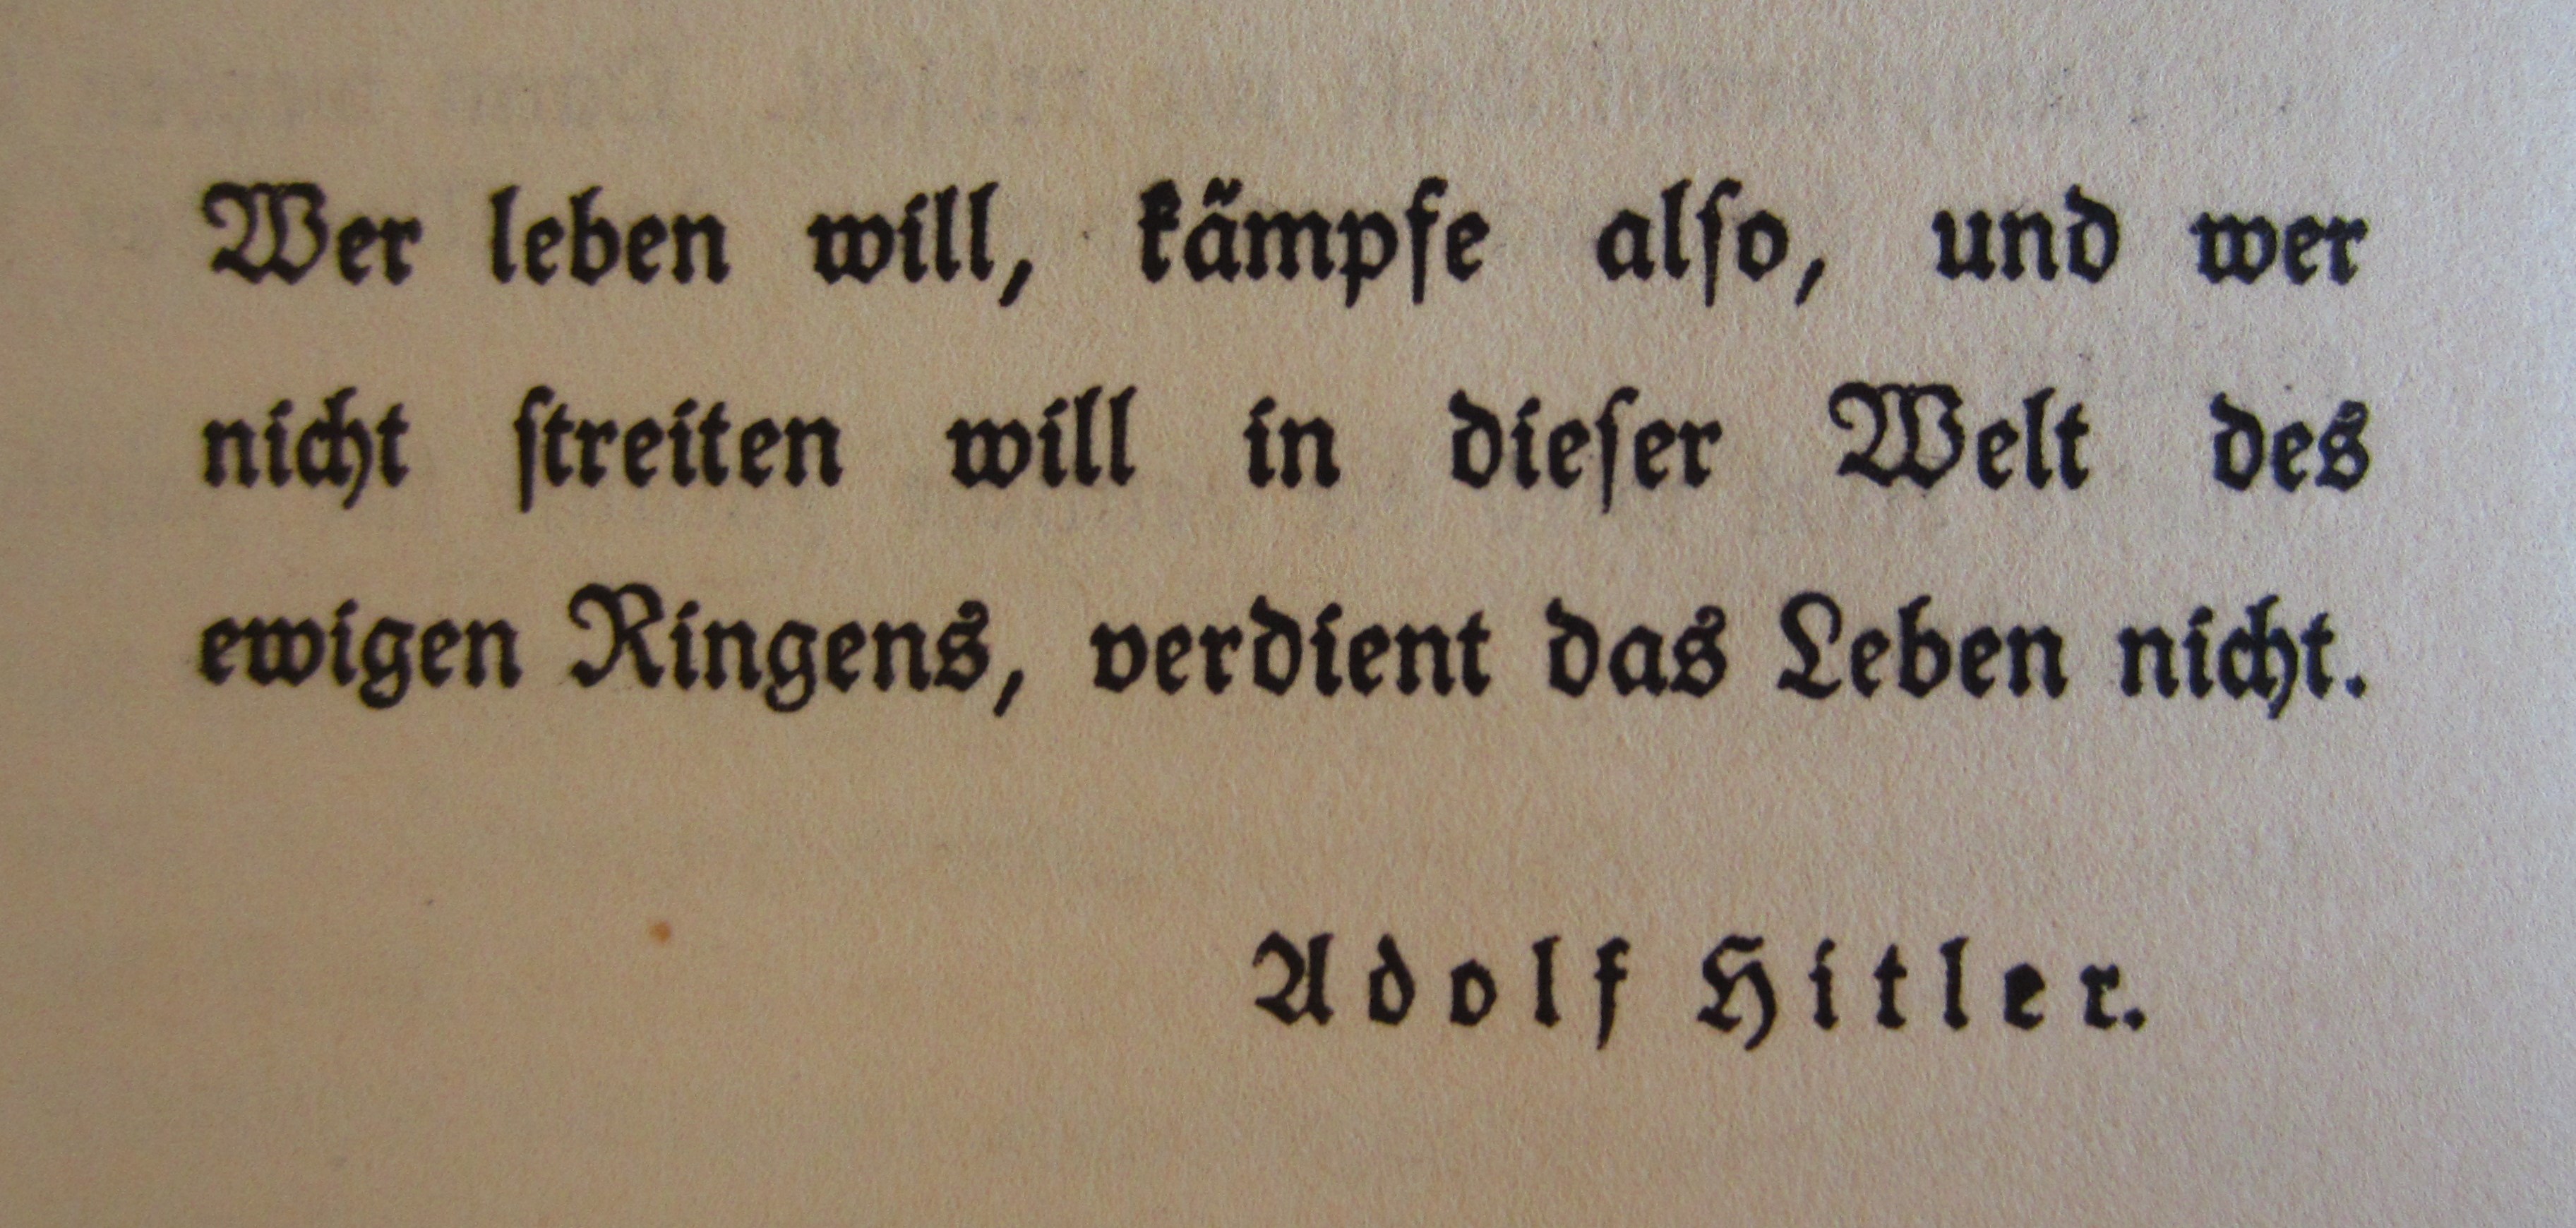 Wer leben will, kämpfe alſo, und wer
nicht ſtreiten will in dieſer Welt des
ewigen Ringens, verdient das Leben nicht.
Adolf Hitler.